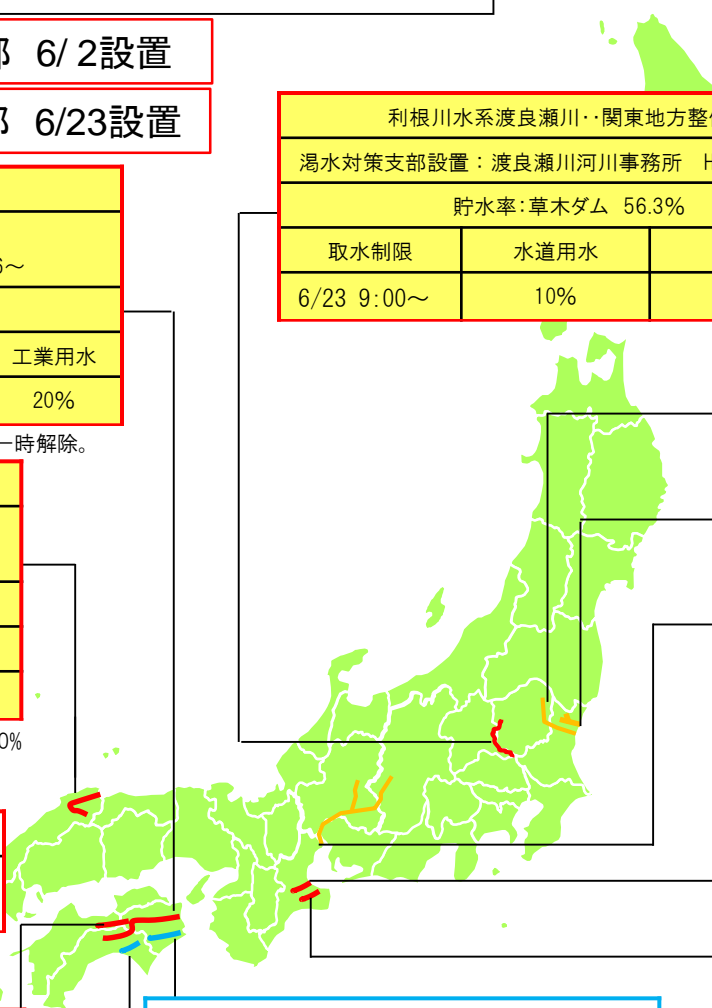 部 6/ 2設置
部 6/23設置
利根川水系渡良瀬川‥関東地方整
渇水対策支部設置：渡良瀬川河川事務所 H
貯水率:草木ダム 56.3%
取水制限 水道用水
6/23 9:00～ 10%
6～
工業用水
20%
一時解除。
0%